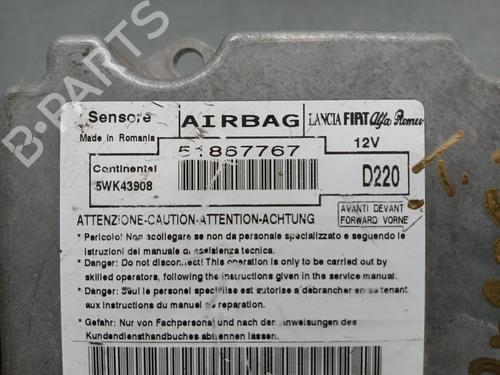 B-PARTS
Sensore AIRBAG LANCIA FIAT Alfa Romeo
Made in Romania 51867767 12V
Continental
5WK43908 D220
AVANTI DEVANT
FORWARD VORNE
ATTENZIONE-CAUTION-ATTENTION-ACHTUNG
* Pericolo! Non scollegare se non da personale specializzato e seguendo le
istruzioni del manuale di assistenza tecnica.
* Danger: Do not disconnect! This operation is only to be carried out by
skilled operators, following the instructions given in the service manual.
* Danger: Seul le personel specialise est autorise a debrancher en se tenant
aux instructions du manuel de reparation.
* Gefahr: Nur von Fachpersonal und nach den Anweisungen des
Kundendiensthandbuches abtuennen lassen.